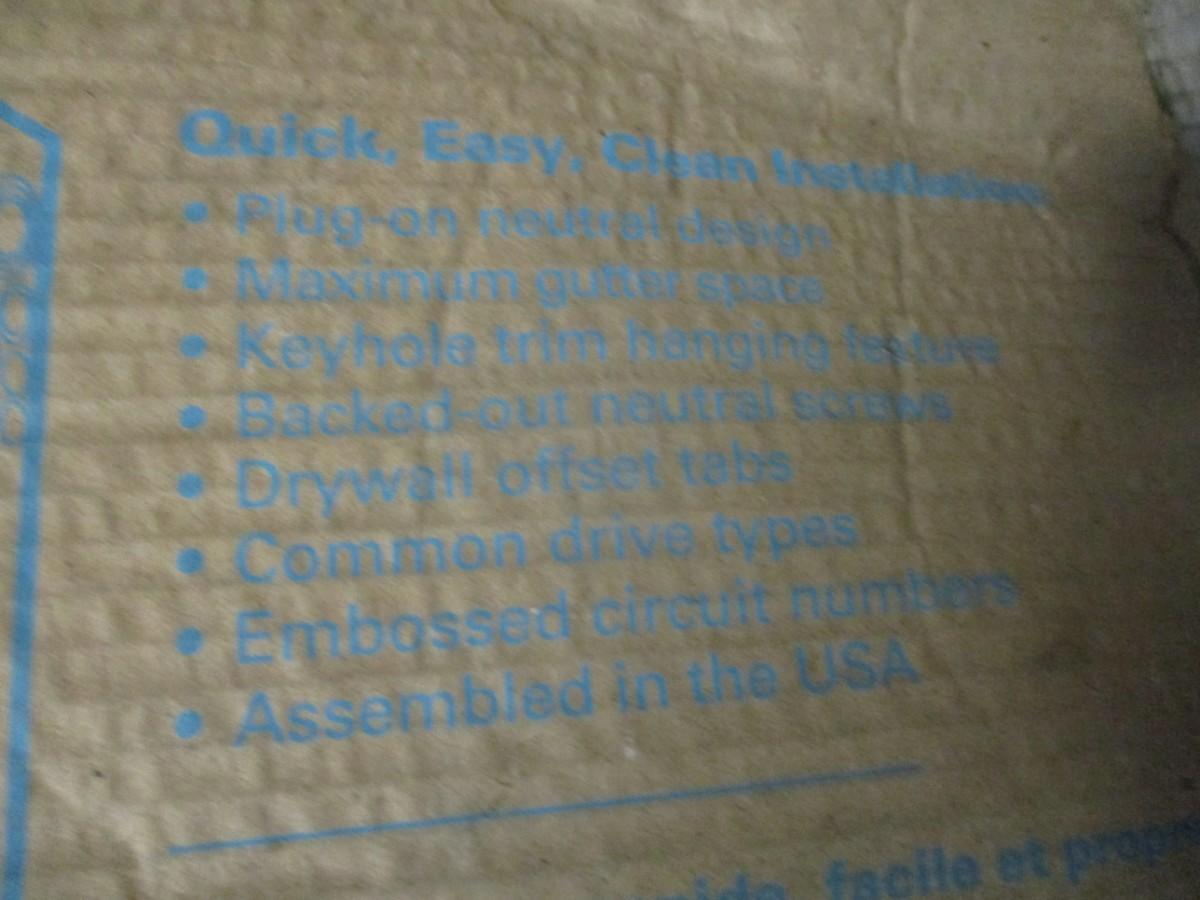 Quick, Easy, Clean Installation:
• Plug-on neutral design
• Maximum gutter space
• Keyhole trim hanging feature
• Backed-out neutral screws
• Drywall offset tabs
• Common drive types
• Embossed circuit numbers
• Assembled in the USA
facile et